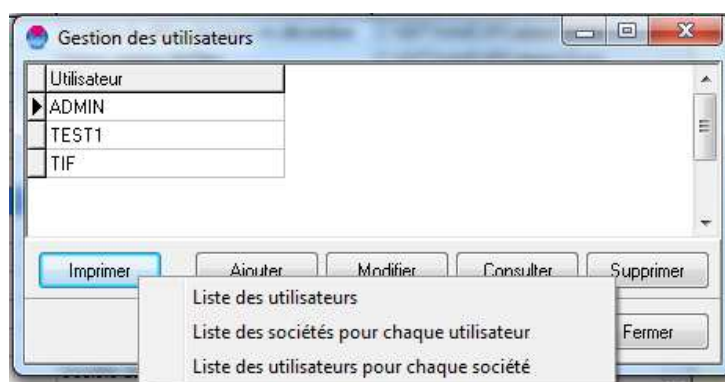 Gestion des utilisateurs
Utilisateur
ADMIN
TEST1
TIF
Imprimer Ajouter Modifier Consulter Supprimer
Liste des utilisateurs
Liste des sociétés pour chaque utilisateur Fermer
Liste des utilisateurs pour chaque société